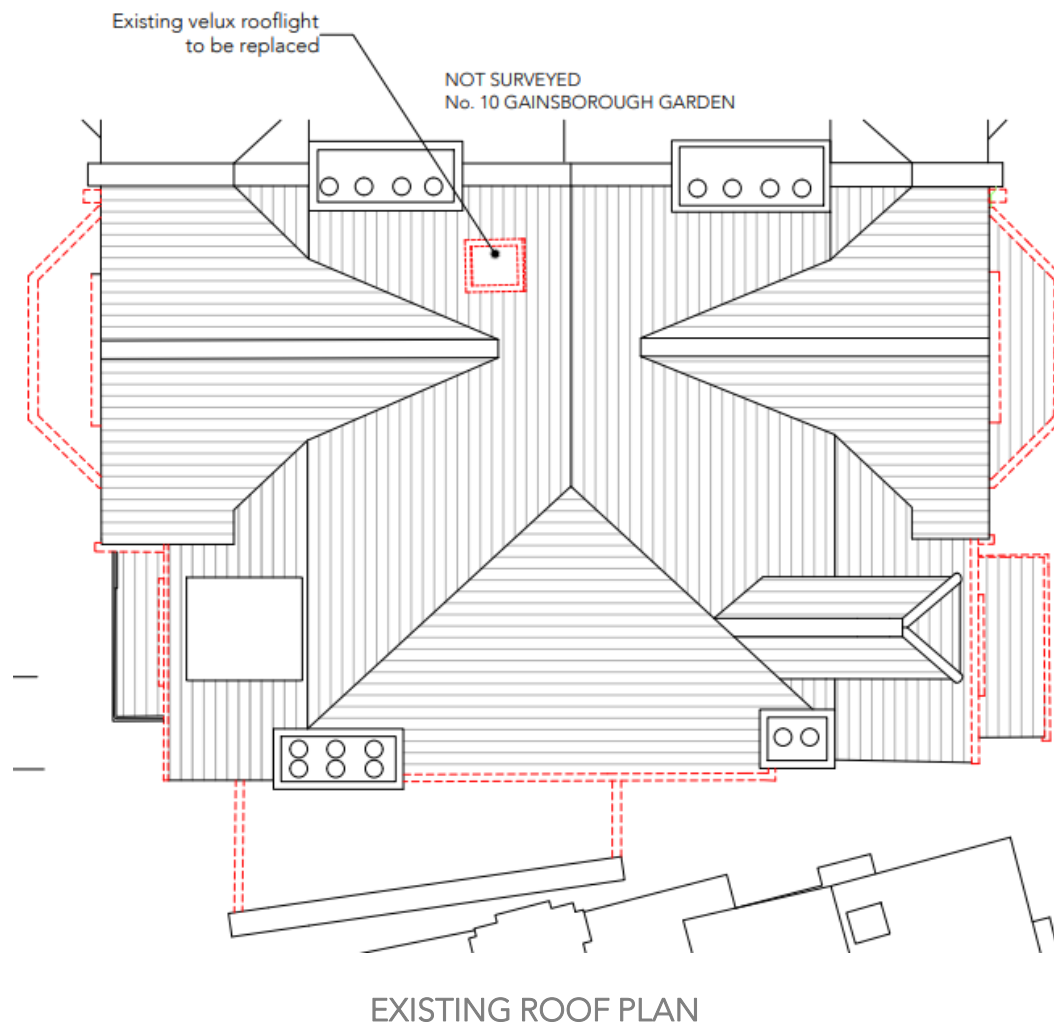 Existing velux rooflight
to be replaced
NOT SURVEYED
No. 10 GAINSBOROUGH GARDEN
EXISTING ROOF PLAN